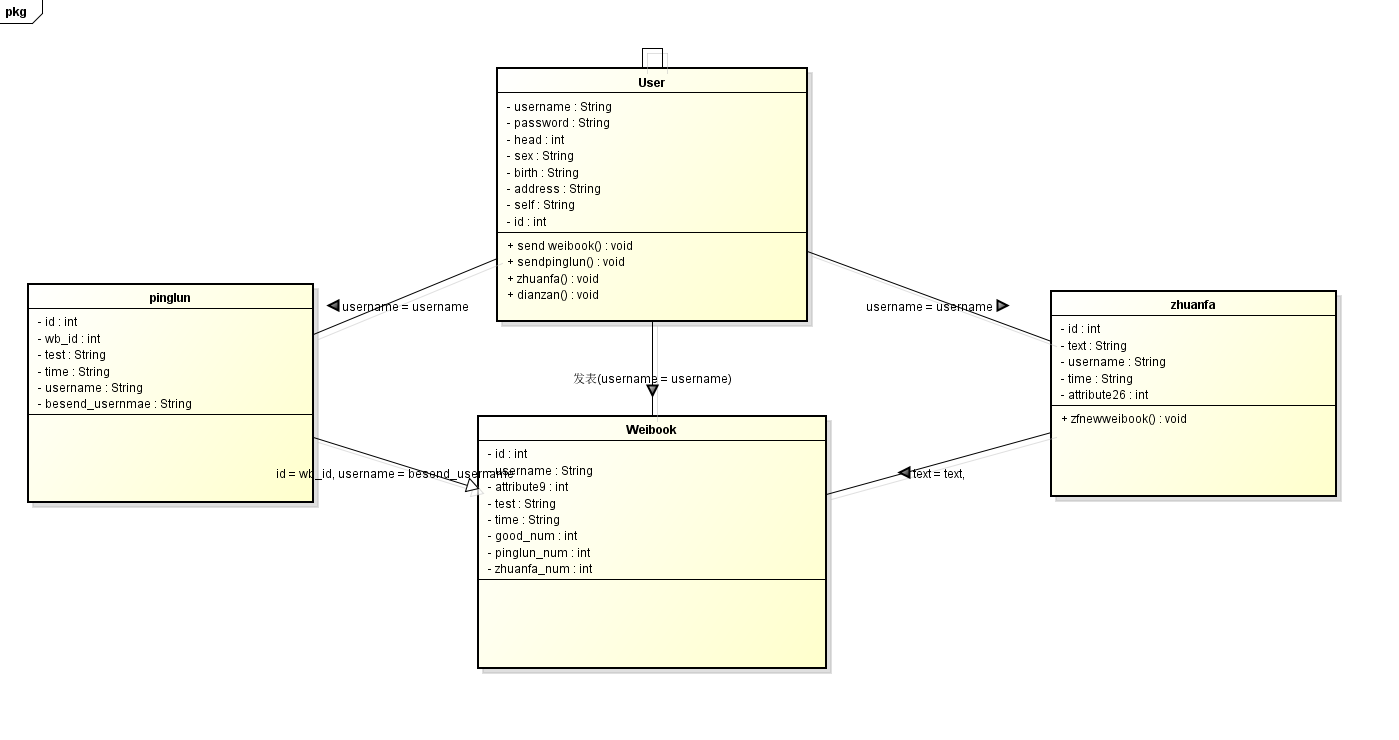 pkg
User
- username : String
- password : String
- head : int
- sex : String
- birth : String
- address : String
- self : String
- id : int
+ send weibook() : void
+ sendpinglun() : void
+ zhuanfa() : void
+ dianzan() : void
pinglun
- id : int
- wb_id : int
- test : String
- time : String
- username : String
- besend_usernmae : String
username = username
username = username
zhuanfa
- id : int
- text : String
- username : String
- time : String
- attribute26 : int
+ zfnewweibook() : void
发表(username = username)
id = wb_id, username = besend_username
text = text,
Weibook
- id : int
- username : String
- attribute9 : int
- test : String
- time : String
- good_num : int
- pinglun_num : int
- zhuanfa_num : int